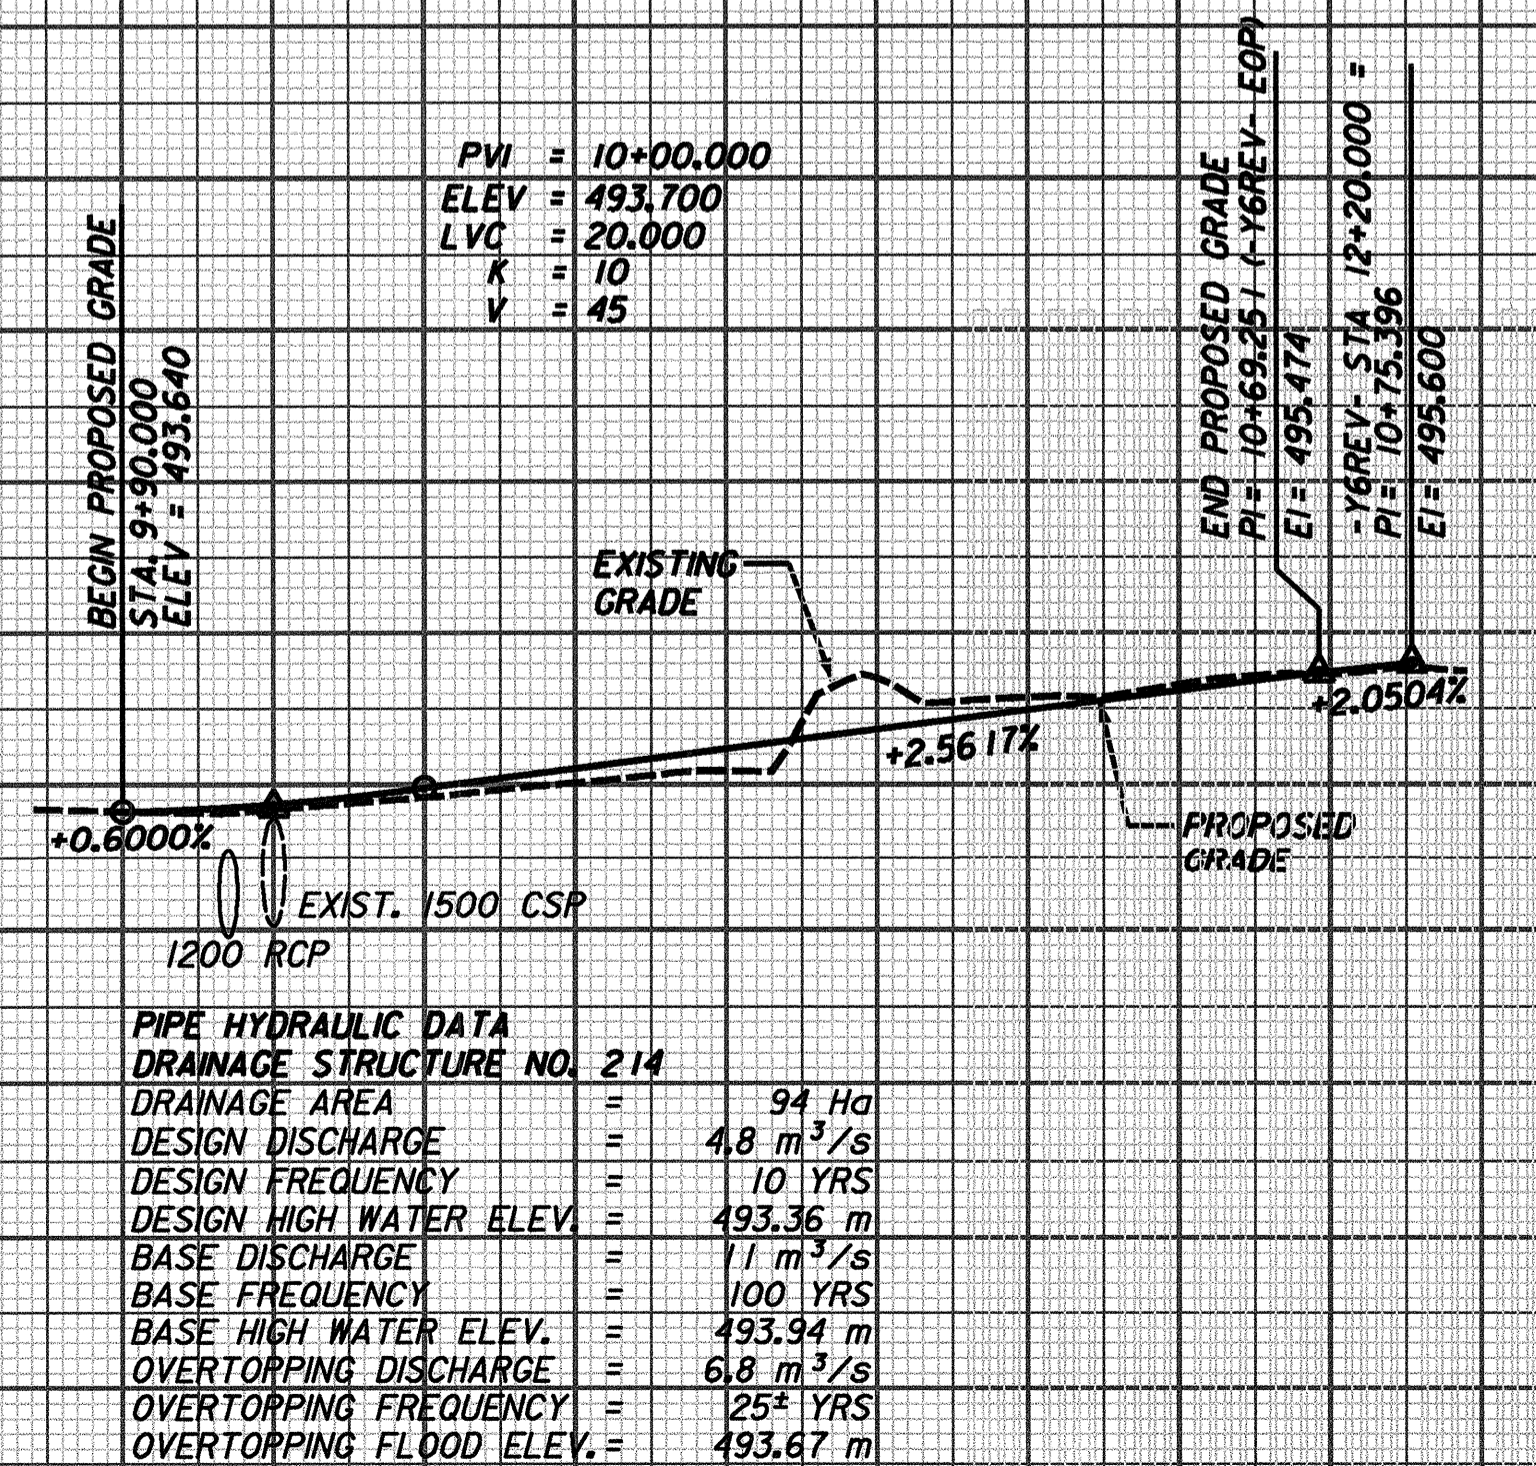 PVI = 10+00.000
ELEV = 493.700
LVC = 20.000
K = 10
V = 45
BEGIN PROPOSED GRADE
STA. 9+90.000
ELEV = 493.640
END PROPOSED GRADE
PI= 10+69.251 (-Y6REV- EOP)
El= 495.474
-Y6REV- STA 12+20.000 =
PI= 10+75.396
El= 495.600
EXISTING
GRADE
+2.0504%
+2.5617%
+0.6000%
PROPOSED
GRADE
EXIST. 1500 CSP
1200 RCP
PIPE HYDRAULIC DATA
DRAINAGE STRUCTURE NO. 214
DRAINAGE AREA = 94 Ha
DESIGN DISCHARGE = 4.8 m³/s
DESIGN FREQUENCY = 10 YRS
DESIGN HIGH WATER ELEV. = 493.36 m
BASE DISCHARGE = 11 m³/s
BASE FREQUENCY = 100 YRS
BASE HIGH WATER ELEV. = 493.94 m
OVERTOPPING DISCHARGE = 6.8 m³/s
OVERTOPPING FREQUENCY = 25± YRS
OVERTOPPING FLOOD ELEV. = 493.67 m